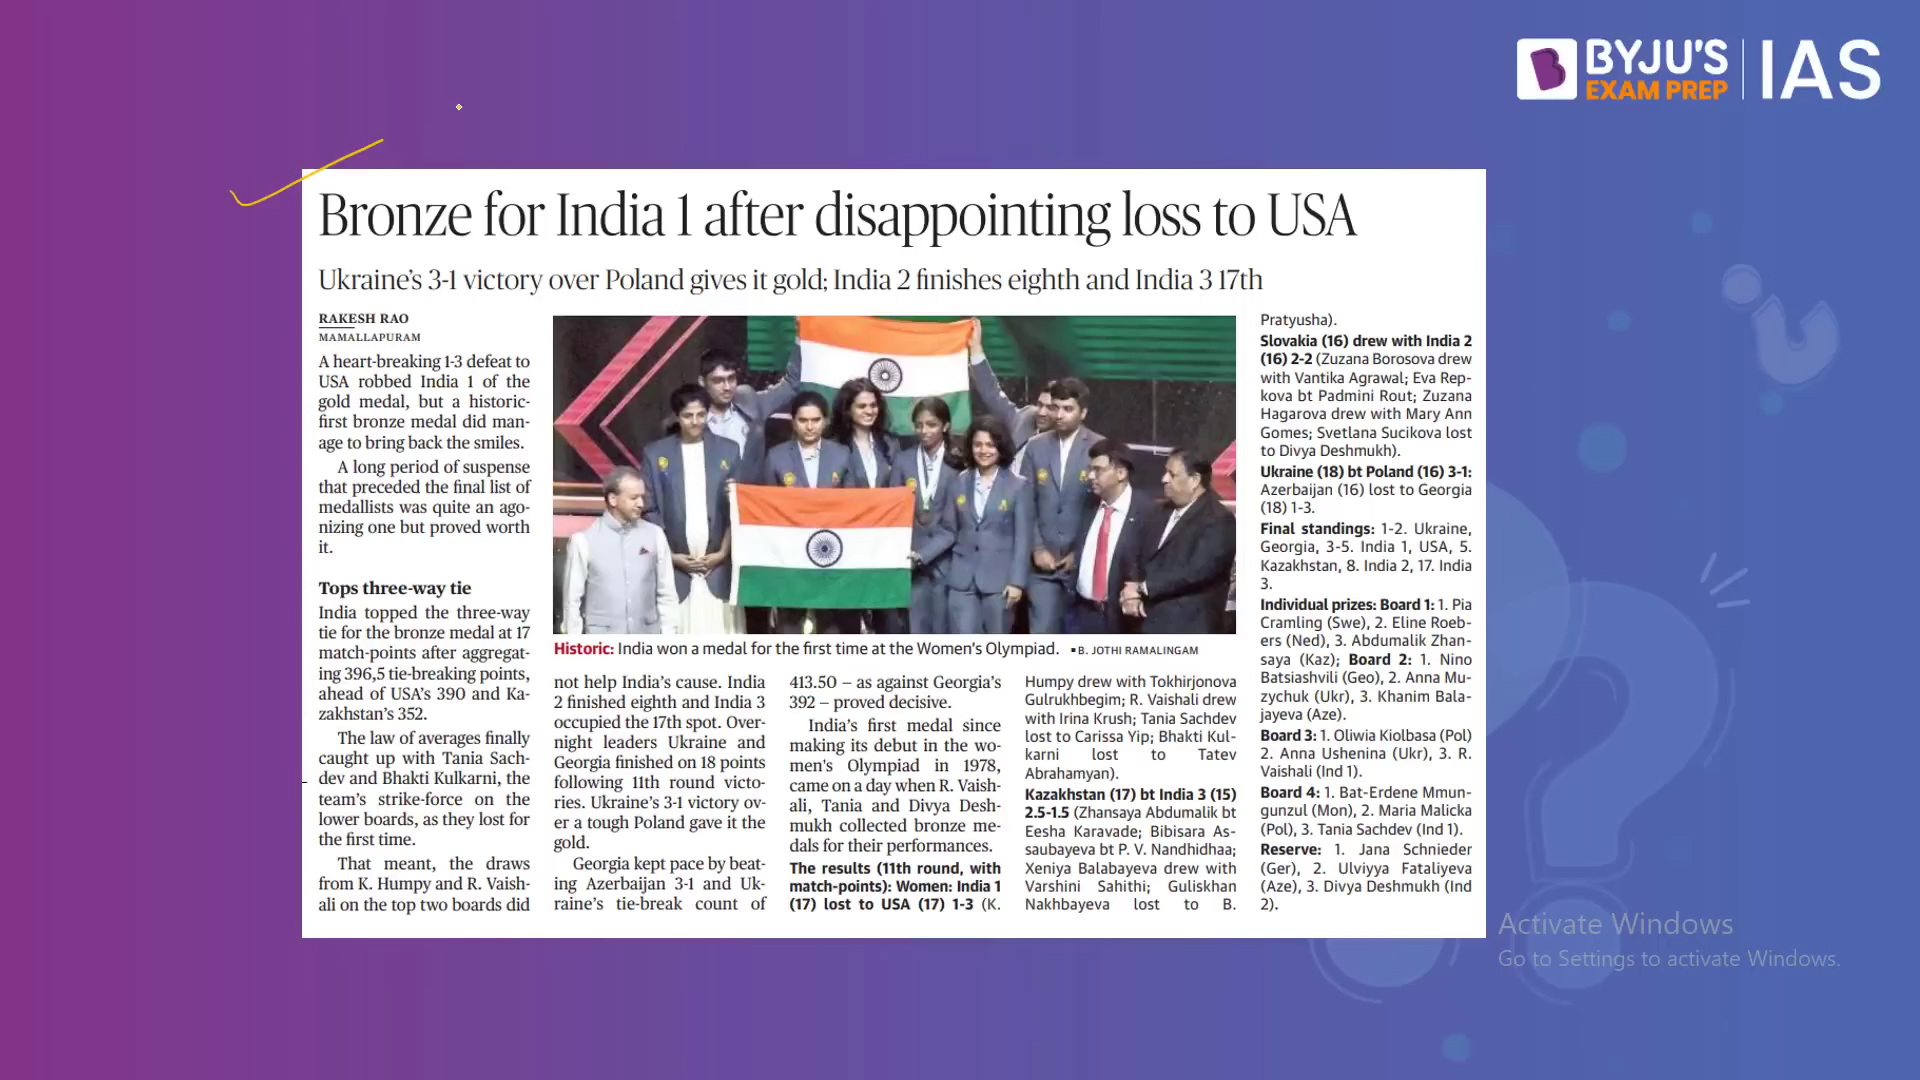 BYJU'S
EXAM PREP
IAS
Bronze for India 1 after disappointing loss to USA
Ukraine's 3-1 victory over Poland gives it gold; India 2 finishes eighth and India 3 17th
RAKESH RAO
MAMALLAPURAM
A heart-breaking 1-3 defeat to
USA robbed India 1 of the
gold medal, but a historic-
first bronze medal did man-
age to bring back the smiles.
A long period of suspense
that preceded the final list of
medallists was quite an ago-
nizing one but proved worth
it.
Tops three-way tie
India topped the three-way
tie for the bronze medal at 17
match-points after aggregat-
ing 396,5 tie-breaking points,
ahead of USA's 390 and Ka-
zakhstan's 352.
The law of averages finally
caught up with Tania Sach-
dev and Bhakti Kulkarni, the
team's strike-force on the
lower boards, as they lost for
the first time.
That meant, the draws
from K. Humpy and R. Vaish-
ali on the top two boards did
Historic: India won a medal for the first time at the Women's Olympiad. ▪B. JOTHI RAMALINGAM
not help India's cause. India
2 finished eighth and India 3
occupied the 17th spot. Over-
night leaders Ukraine and
Georgia finished on 18 points
following 11th round victo-
ries. Ukraine's 3-1 victory ov-
er a tough Poland gave it the
gold.
Georgia kept pace by beat-
ing Azerbaijan 3-1 and Uk-
raine's tie-break count of
413.50 – as against Georgia's
392 – proved decisive.
India's first medal since
making its debut in the wo-
men's Olympiad in 1978,
came on a day when R. Vaish-
ali, Tania and Divya Desh-
mukh collected bronze me-
dals for their performances.
The results (11th round, with
match-points): Women: India 1
(17) lost to USA (17) 1-3 (K.
Humpy drew with Tokhirjonova
Gulrukhbegim; R. Vaishali drew
with Irina Krush; Tania Sachdev
lost to Carissa Yip; Bhakti Kul-
karni lost to Tatev
Abrahamyan).
Kazakhstan (17) bt India 3 (15)
2.5-1.5 (Zhansaya Abdumalik bt
Eesha Karavade; Bibisara As-
saubayeva bt P. V. Nandhidhaa;
Xeniya Balabayeva drew with
Varshini Sahithi; Guliskhan
Nakhbayeva lost to B.
Pratyusha).
Slovakia (16) drew with India 2
(16) 2-2 (Zuzana Borosova drew
with Vantika Agrawal; Eva Rep-
kova bt Padmini Rout; Zuzana
Hagarova drew with Mary Ann
Gomes; Svetlana Sucikova lost
to Divya Deshmukh).
Ukraine (18) bt Poland (16) 3-1:
Azerbaijan (16) lost to Georgia
(18) 1-3.
Final standings: 1-2. Ukraine,
Georgia, 3-5. India 1, USA, 5.
Kazakhstan, 8. India 2, 17. India
3.
Individual prizes: Board 1: 1. Pia
Cramling (Swe), 2. Eline Roeb-
ers (Ned), 3. Abdumalik Zhan-
saya (Kaz); Board 2: 1. Nino
Batsiashvili (Geo), 2. Anna Mu-
zychuk (Ukr), 3. Khanim Bala-
jayeva (Aze).
Board 3: 1. Oliwia Kiolbasa (Pol)
2. Anna Ushenina (Ukr), 3. R.
Vaishali (Ind 1).
Board 4: 1. Bat-Erdene Mmun-
gunzul (Mon), 2. Maria Malicka
(Pol), 3. Tania Sachdev (Ind 1).
Reserve: 1. Jana Schnieder
(Ger), 2. Ulviyya Fataliyeva
(Aze), 3. Divya Deshmukh (Ind
2).
Activate Windows
Go to Settings to activate Windows.